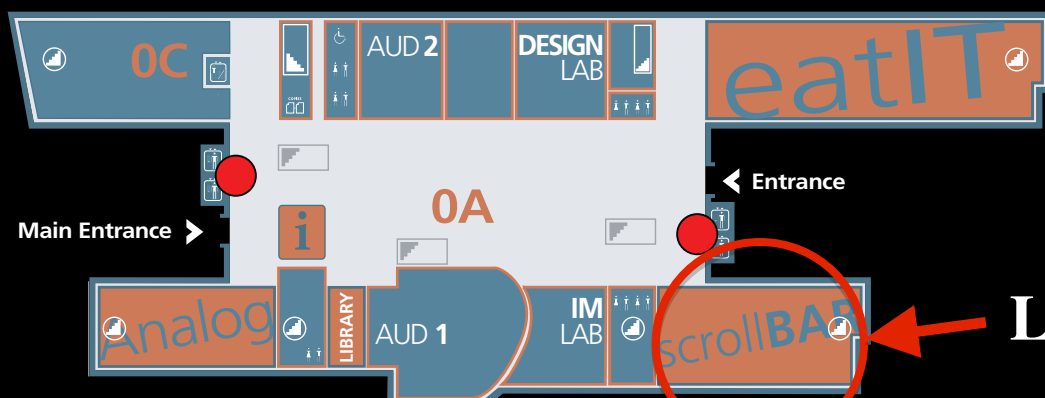 0C
AUD 2
DESIGN
LAB
eatIT
Entrance
0A
Main Entrance
i
Analog
LIBRARY
AUD 1
IM
LAB
scrollBAR
L